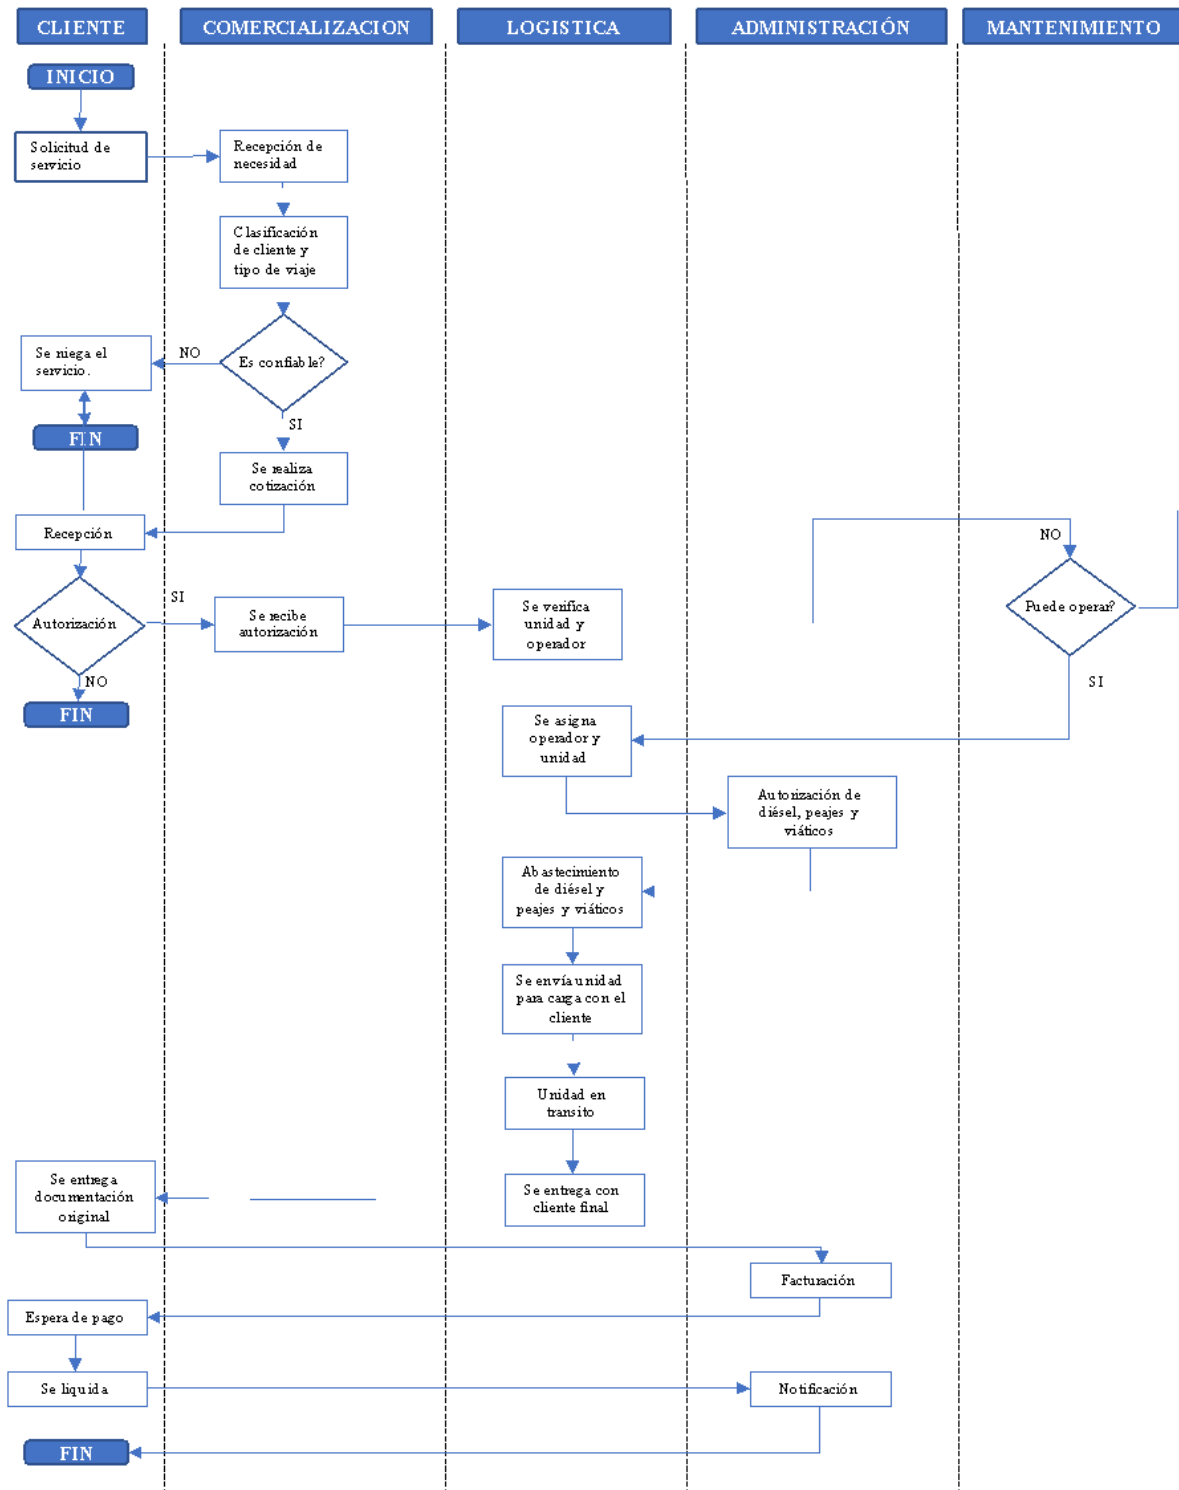 CLIENTE
COMERCIALIZACION
LOGISTICA
ADMINISTRACIÓN
MANTENIMIENTO
INICIO
Solicitud de
servicio
Recepción de
necesidad
Clasificación
de cliente y
tipo de viaje
Es confiable?
NO
Se niega el
servicio.
FIN
SI
Se realiza
cotización
Recepción
Autorización
SI
NO
FIN
Se recibe
autorización
Se verifica
unidad y
operador
NO
Puede operar?
SI
Se asigna
operador y
unidad
Autorización de
diésel, peajes y
viáticos
Abastecimiento
de diésel y
peajes y viáticos
Se envía unidad
para carga con el
cliente
Unidad en
transito
Se entrega con
cliente final
Se entrega
documentación
original
Facturación
Espera de pago
Se liquida
Notificación
FIN